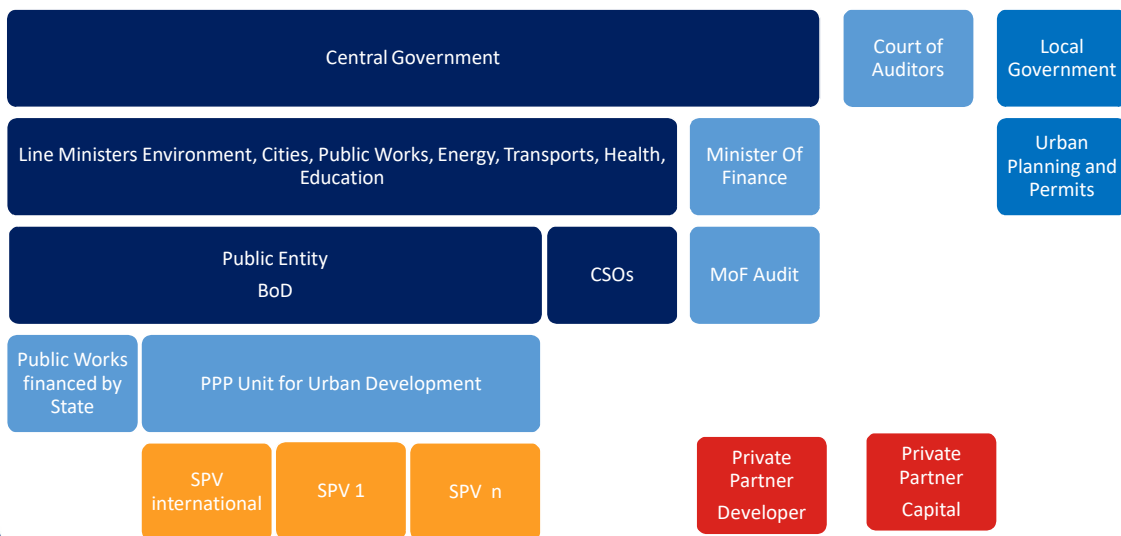 Central Government
Court of
Auditors
Local
Government
Line Ministers Environment, Cities, Public Works, Energy, Transports, Health,
Education
Minister Of
Finance
Urban
Planning and
Permits
Public Entity
BoD
CSOs
MoF Audit
Public Works
financed by
State
PPP Unit for Urban Development
SPV
international
SPV 1
SPV n
Private
Partner
Developer
Private
Partner
Capital